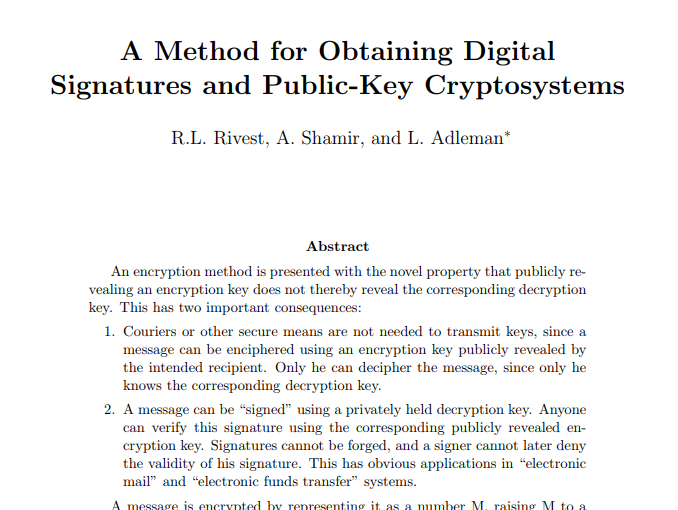 A Method for Obtaining Digital
Signatures and Public-Key Cryptosystems
R.L. Rivest, A. Shamir, and L. Adleman*
Abstract
An encryption method is presented with the novel property that publicly re-
vealing an encryption key does not thereby reveal the corresponding decryption
key. This has two important consequences:
1. Couriers or other secure means are not needed to transmit keys, since a
message can be enciphered using an encryption key publicly revealed by
the intended recipient. Only he can decipher the message, since only he
knows the corresponding decryption key.
2. A message can be “signed” using a privately held decryption key. Anyone
can verify this signature using the corresponding publicly revealed en-
cryption key. Signatures cannot be forged, and a signer cannot later deny
the validity of his signature. This has obvious applications in “electronic
mail” and “electronic funds transfer” systems.
A message is encrypted by representing it as a number M, raising M to a